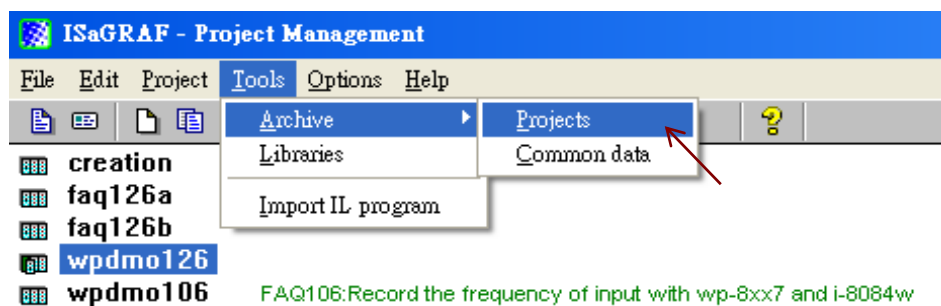 ISaGRAF - Project Management
File Edit Project Tools Options Help
Archive Projects
Libraries Common data
Import IL program
creation
faq126a
faq126b
wpdmo126
wpdmo106 FAQ106:Record the frequency of input with wp-8xx7 and i-8084w